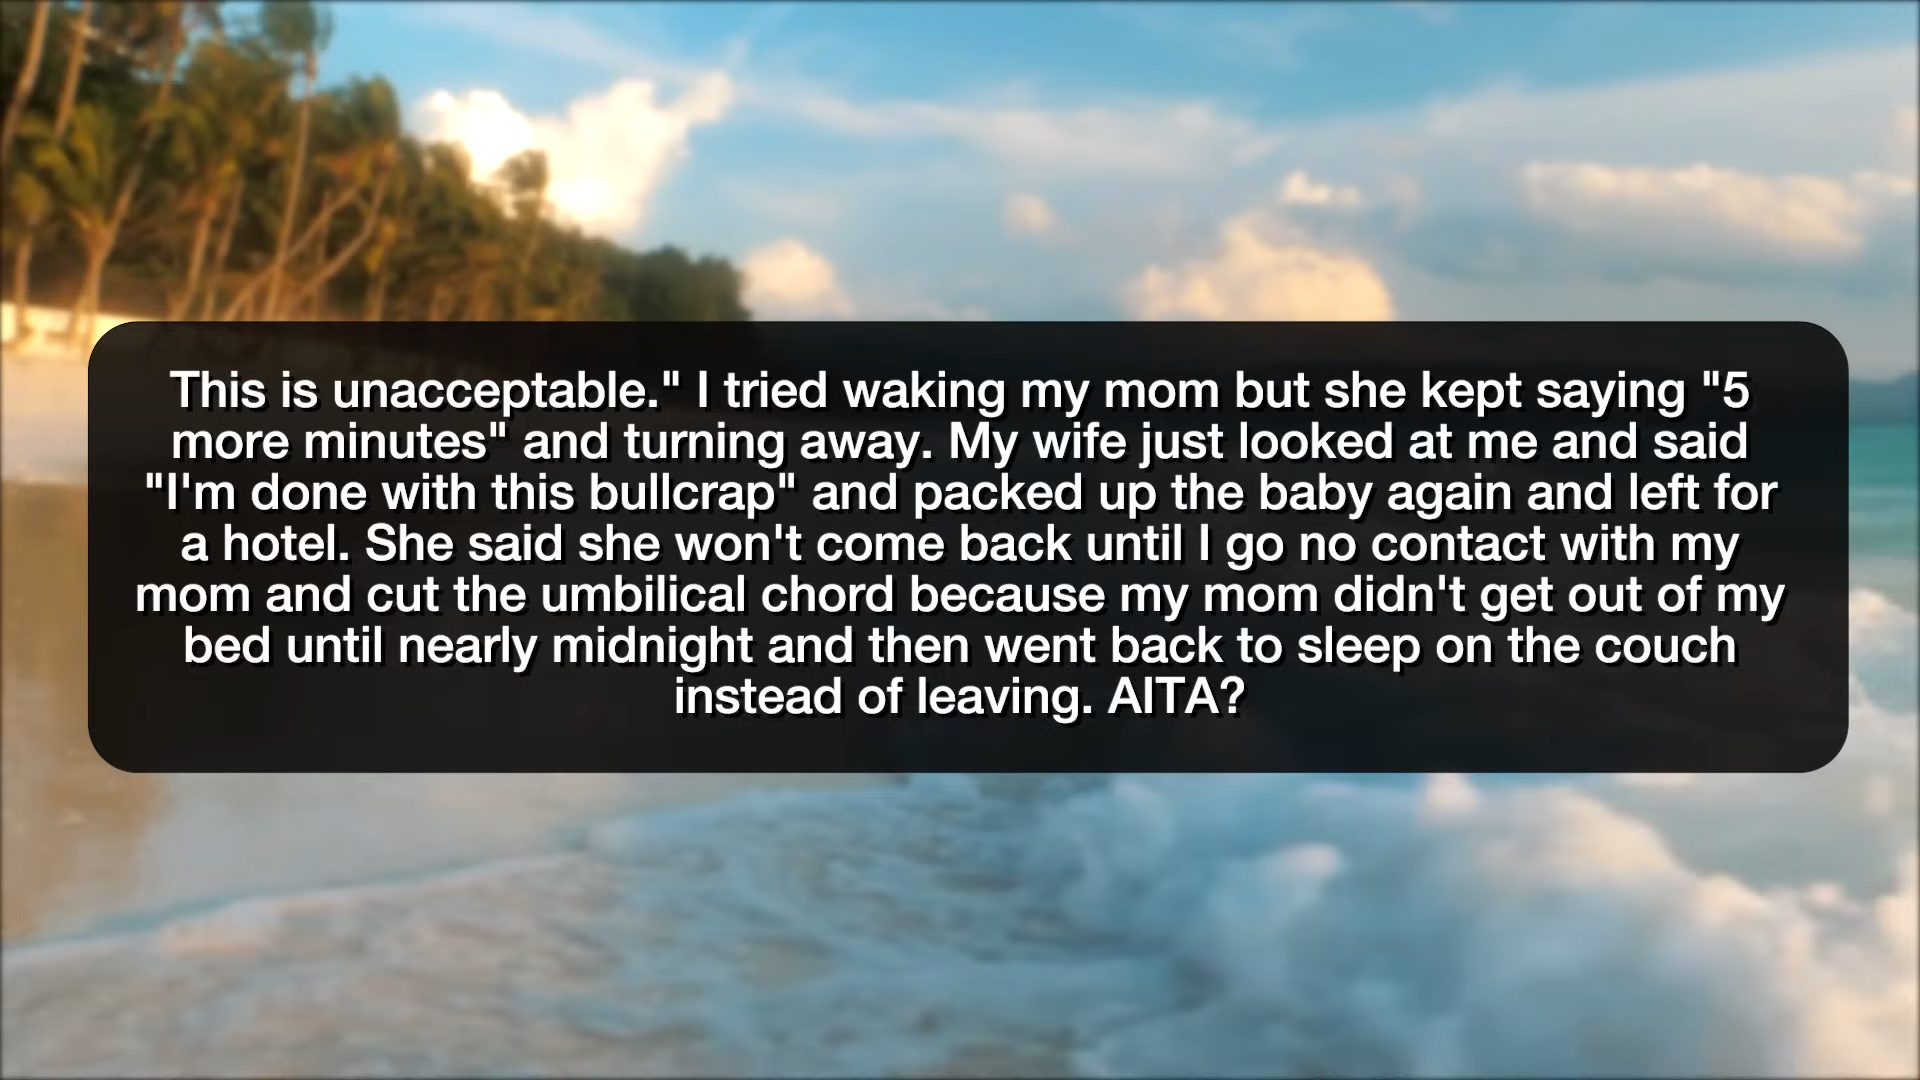 This is unacceptable." I tried waking my mom but she kept saying "5
more minutes" and turning away. My wife just looked at me and said
"I'm done with this bullcrap" and packed up the baby again and left for
a hotel. She said she won't come back until I go no contact with my
mom and cut the umbilical chord because my mom didn't get out of my
bed until nearly midnight and then went back to sleep on the couch
instead of leaving. AITA?